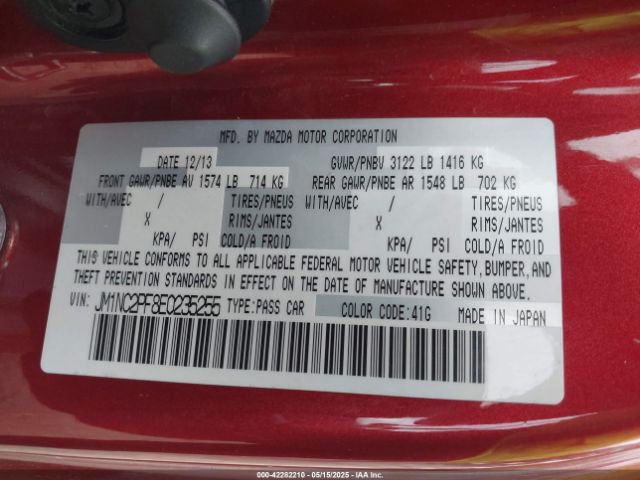 MFD. BY MAZDA MOTOR CORPORATION
DATE 12/13 GVWR/PNBV 3122 LB 1416 KG
FRONT GAWR/PNBE AV 1574 LB 714 KG REAR GAWR/PNBE AR 1548 LB 702 KG
WITH/AVEC / TIRES/PNEUS WITH/AVEC / TIRES/PNEUS
X RIMS/JANTES X RIMS/JANTES
KPA/ PSI COLD/A FROID KPA/ PSI COLD/A FROID
THIS VEHICLE CONFORMS TO ALL APPLICABLE FEDERAL MOTOR VEHICLE SAFETY, BUMPER, AND
THEFT PREVENTION STANDARDS IN EFFECT ON THE DATE OF MANUFACTURE SHOWN ABOVE.
VIN: JM1NC2PF8E0235255 TYPE:PASS CAR COLOR CODE:41G MADE IN JAPAN
000-42282210 - 05/15/2025 - IAAI.COM